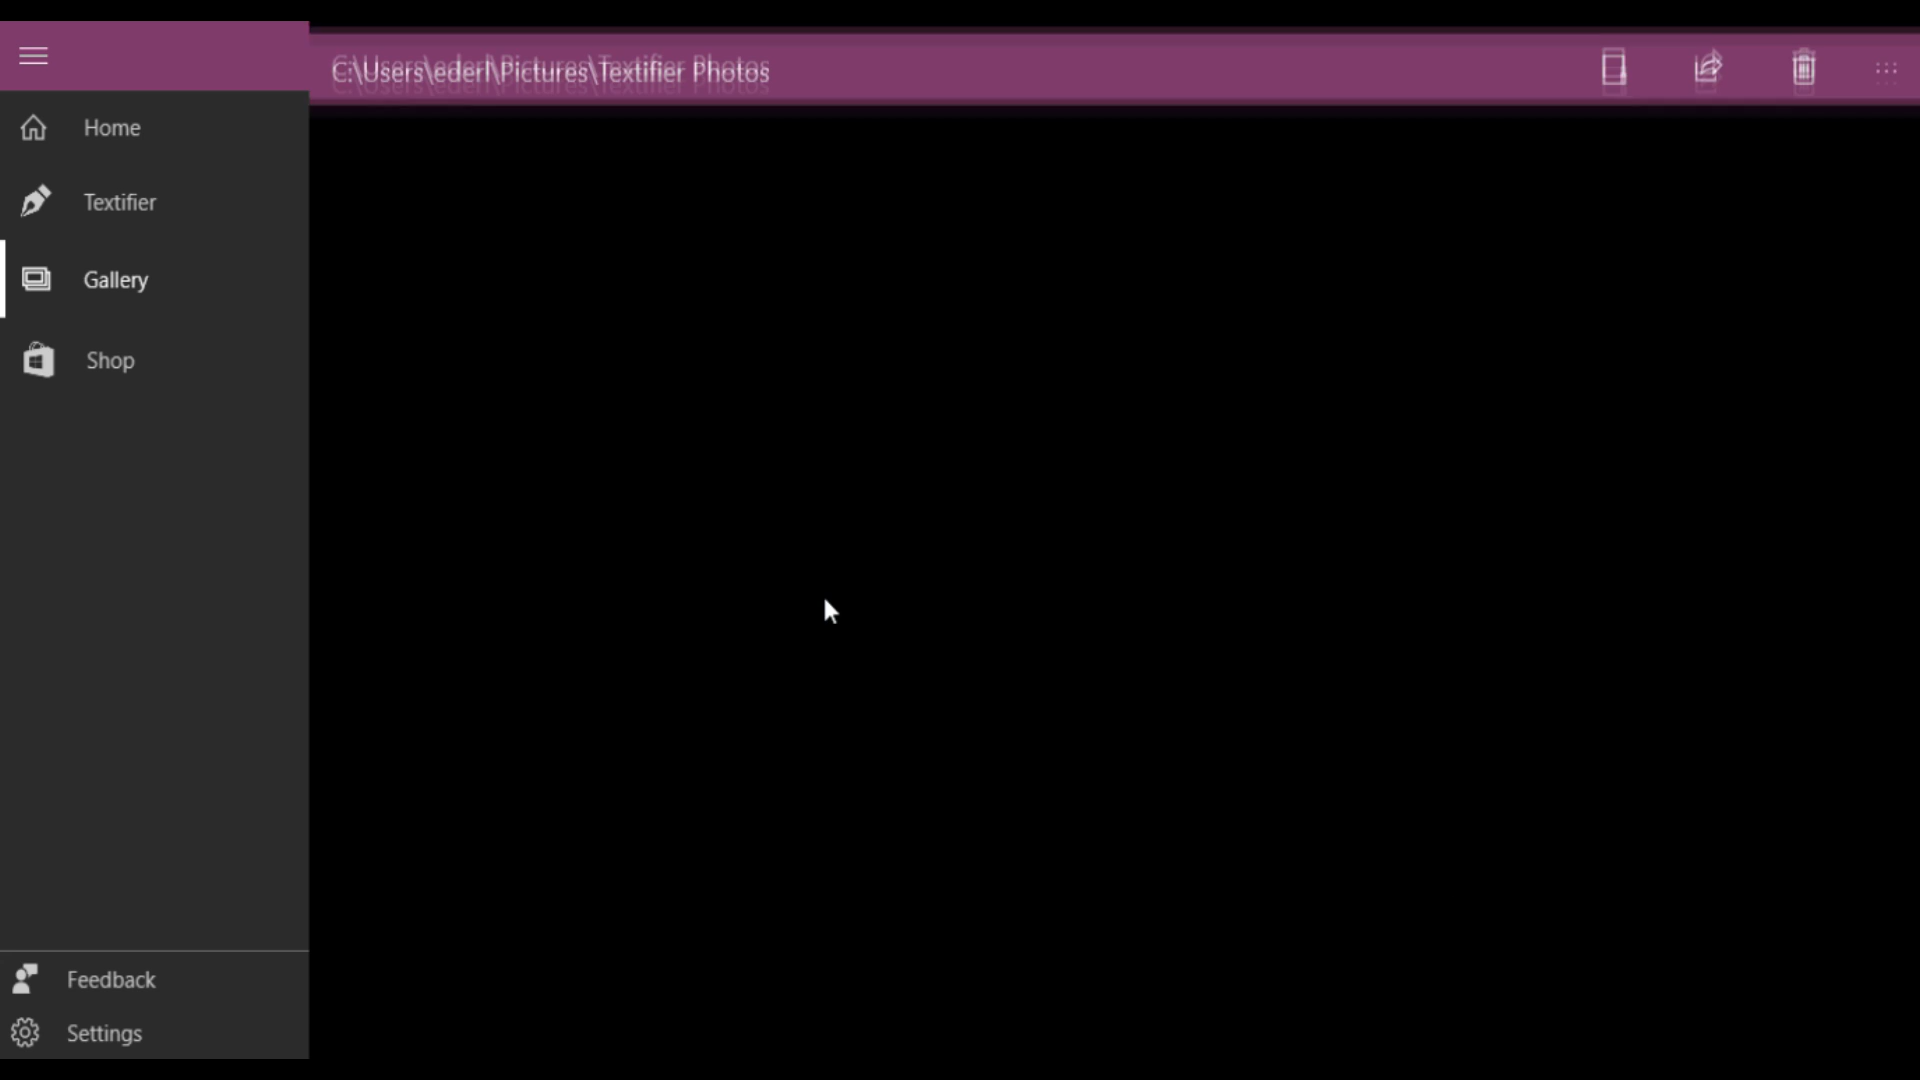 C:\Users\ederl\Pictures\Textifier Photos
Home
Textifier
Gallery
Shop
Feedback
Settings